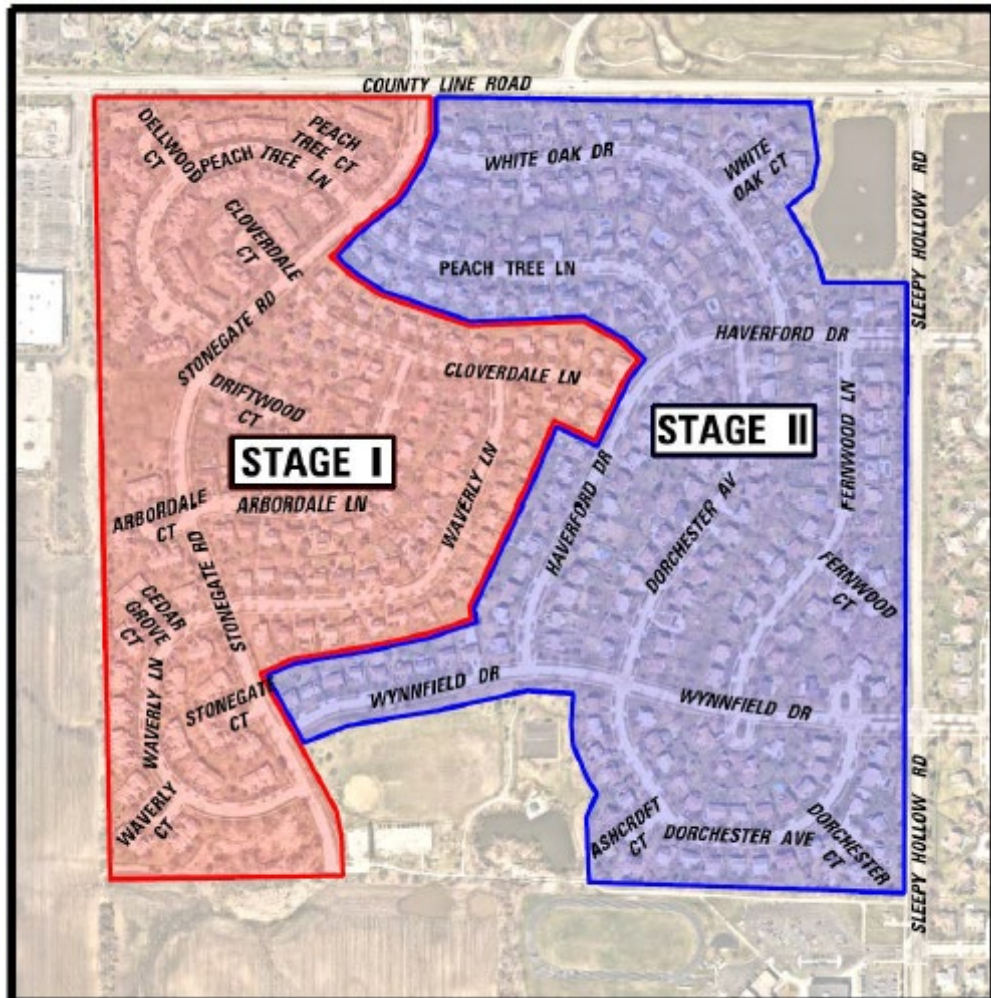 COUNTY LINE ROAD
DELLWOOD
CT
PEACH TREE LN
PEACH
TREE CT
WHITE OAK DR
WHITE
OAK CT
SLEEPY HOLLOW RD
CLOVERDALE
CT
PEACH TREE LN
STONEGATE RD
HAVERFORD DR
CLOVERDALE LN
DRIFTWOOD
CT
FERNWOOD LN
STAGE I
STAGE II
WAVERLY LN
ARBORDALE LN
ARBORDALE
CT
HAVERFORD DR
DORCHESTER AV
STONEGATE RD
FERNWOOD
CT
CEDAR
GROVE
CT
WAVERLY LN
STONEGATE
CT
WYNNFIELD DR
WYNNFIELD DR
WAVERLY
CT
ASHCROFT
CT
DORCHESTER AVE
DORCHESTER
CT
SLEEPY HOLLOW RD